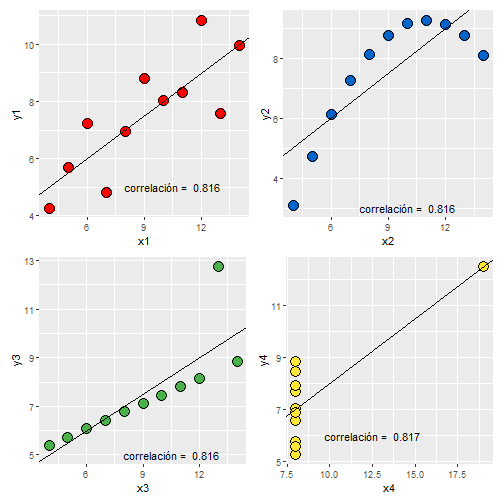 10
8
6
4
y1
correlación = 0.816
6
9
12
x1
8
6
4
y2
correlación = 0.816
6
9
12
x2
13
11
9
7
5
y3
correlación = 0.816
6
9
12
x3
11
9
7
5
y4
correlación = 0.817
7.5
10.0
12.5
15.0
17.5
x4